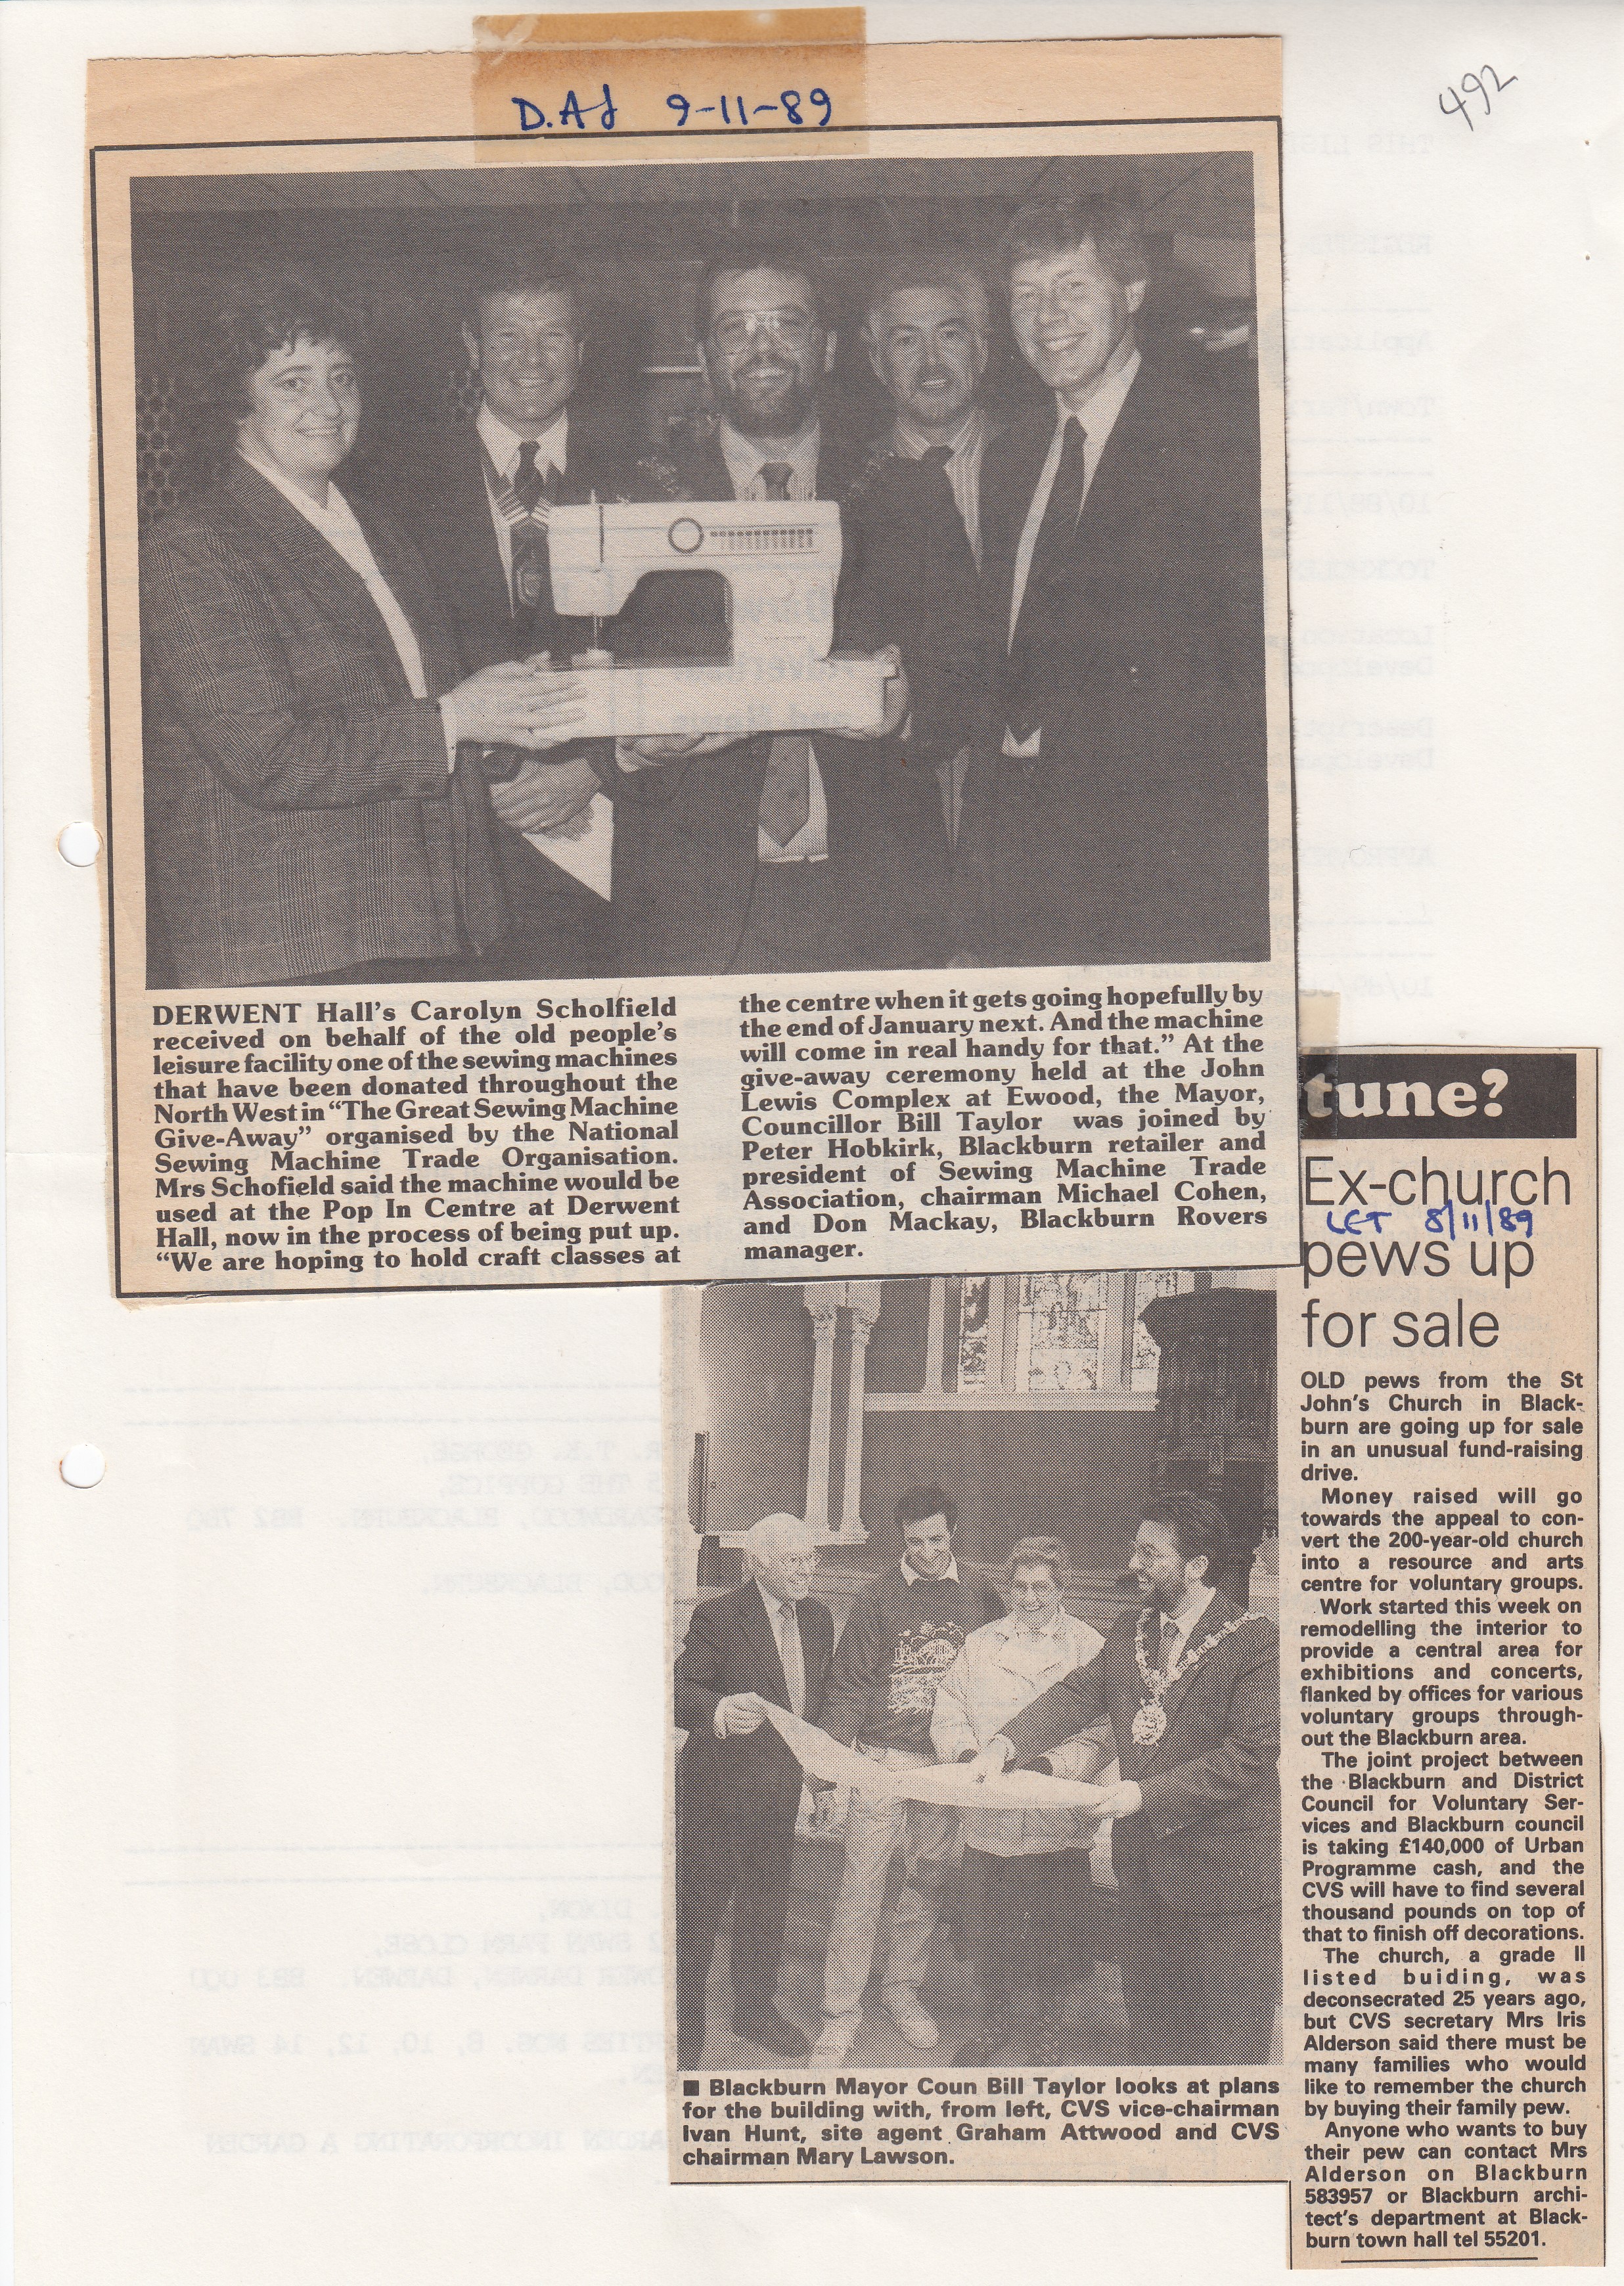 492
D.AJ 9-11-89
DERWENT Hall's Carolyn Scholfield
received on behalf of the old people's
leisure facility one of the sewing machines
that have been donated throughout the
North West in "The Great Sewing Machine
Give-Away" organised by the National
Sewing Machine Trade Organisation.
Mrs Schofield said the machine would be
used at the Pop In Centre at Derwent
Hall, now in the process of being put up.
"We are hoping to hold craft classes at
the centre when it gets going hopefully by
the end of January next. And the machine
will come in real handy for that." At the
give-away ceremony held at the John
Lewis Complex at Ewood, the Mayor,
Councillor Bill Taylor was joined by
Peter Hobkirk, Blackburn retailer and
president of Sewing Machine Trade
Association, chairman Michael Cohen,
and Don Mackay, Blackburn Rovers
manager.
tune?
Ex-church
LET 8/11/89
pews up
for sale
OLD pews from the St
John's Church in Black-
burn are going up for sale
in an unusual fund-raising
drive.
Money raised will go
towards the appeal to con-
vert the 200-year-old church
into a resource and arts
centre for voluntary groups.
Work started this week on
remodelling the interior to
provide a central area for
exhibitions and concerts,
flanked by offices for various
voluntary groups through-
out the Blackburn area.
The joint project between
the Blackburn and District
Council for Voluntary Ser-
vices and Blackburn council
is taking £140,000 of Urban
Programme cash, and the
CVS will have to find several
thousand pounds on top of
that to finish off decorations.
The church, a grade II
listed buiding, was
deconsecrated 25 years ago,
but CVS secretary Mrs Iris
Alderson said there must be
many families who would
like to remember the church
by buying their family pew.
Anyone who wants to buy
their pew can contact Mrs
Alderson on Blackburn
583957 or Blackburn archi-
tect's department at Black-
burn town hall tel 55201.
■ Blackburn Mayor Coun Bill Taylor looks at plans
for the building with, from left, CVS vice-chairman
Ivan Hunt, site agent Graham Attwood and CVS
chairman Mary Lawson.